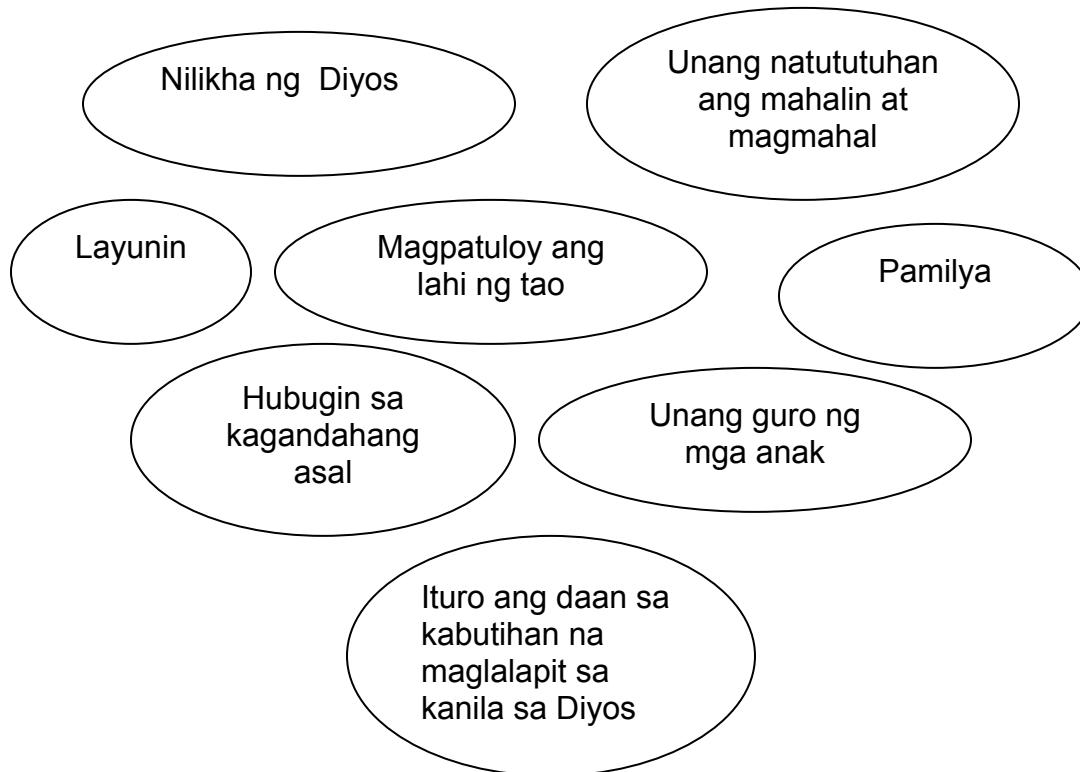 Nilikha ng  Diyos
Unang natututuhan
ang mahalin at
magmahal
Layunin
Magpatuloy ang
lahi ng tao
Pamilya
Hubugin sa
kagandahang
asal
Unang guro ng
mga anak
Ituro ang daan sa
kabutihan na
maglalapit sa
kanila sa Diyos